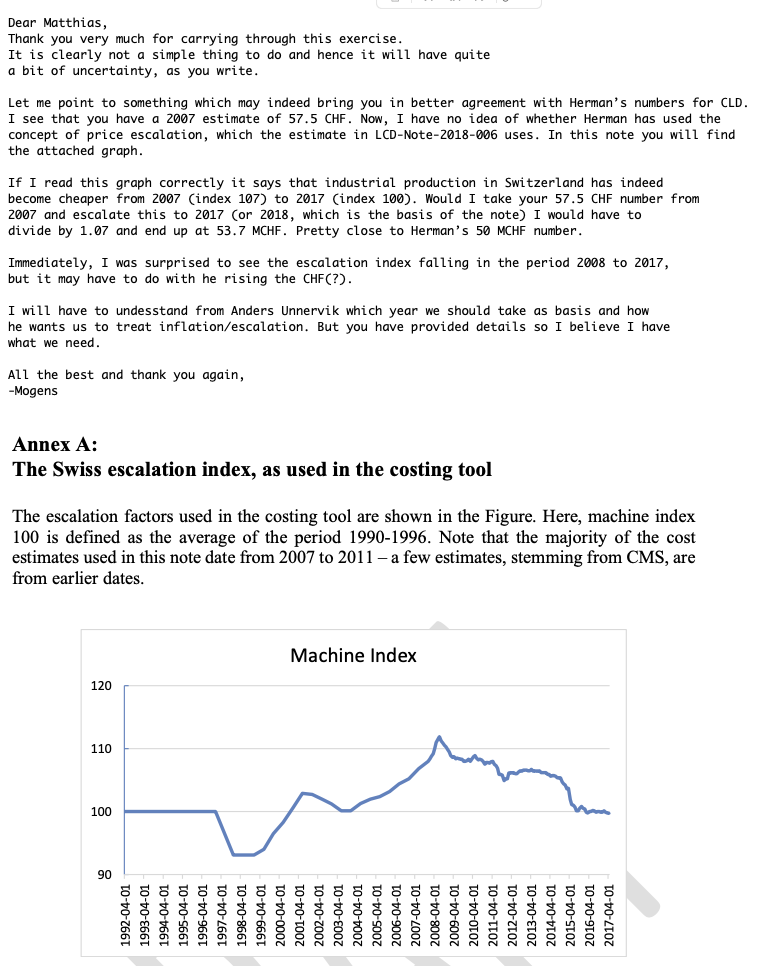 Dear Matthias,
Thank you very much for carrying through this exercise.
It is clearly not a simple thing to do and hence it will have quite
a bit of uncertainty, as you write.
Let me point to something which may indeed bring you in better agreement with Herman's numbers for CLD.
I see that you have a 2007 estimate of 57.5 CHF. Now, I have no idea of whether Herman has used the
concept of price escalation, which the estimate in LCD-Note-2018-006 uses. In this note you will find
the attached graph.
If I read this graph correctly it says that industrial production in Switzerland has indeed
become cheaper from 2007 (index 107) to 2017 (index 100). Would I take your 57.5 CHF number from
2007 and escalate this to 2017 (or 2018, which is the basis of the note) I would have to
divide by 1.07 and end up at 53.7 MCHF. Pretty close to Herman's 50 MCHF number.
Immediately, I was surprised to see the escalation index falling in the period 2008 to 2017,
but it may have to do with he rising the CHF(?).
I will have to undesstand from Anders Unnervik which year we should take as basis and how
he wants us to treat inflation/escalation. But you have provided details so I believe I have
what we need.
All the best and thank you again,
-Mogens
Annex A:
The Swiss escalation index, as used in the costing tool
The escalation factors used in the costing tool are shown in the Figure. Here, machine index
100 is defined as the average of the period 1990-1996. Note that the majority of the cost
estimates used in this note date from 2007 to 2011 – a few estimates, stemming from CMS, are
from earlier dates.
Machine Index
120
110
100
90
1992-04-01
1993-04-01
1994-04-01
1995-04-01
1996-04-01
1997-04-01
1998-04-01
1999-04-01
2000-04-01
2001-04-01
2002-04-01
2003-04-01
2004-04-01
2005-04-01
2006-04-01
2007-04-01
2008-04-01
2009-04-01
2010-04-01
2011-04-01
2012-04-01
2013-04-01
2014-04-01
2015-04-01
2016-04-01
2017-04-01